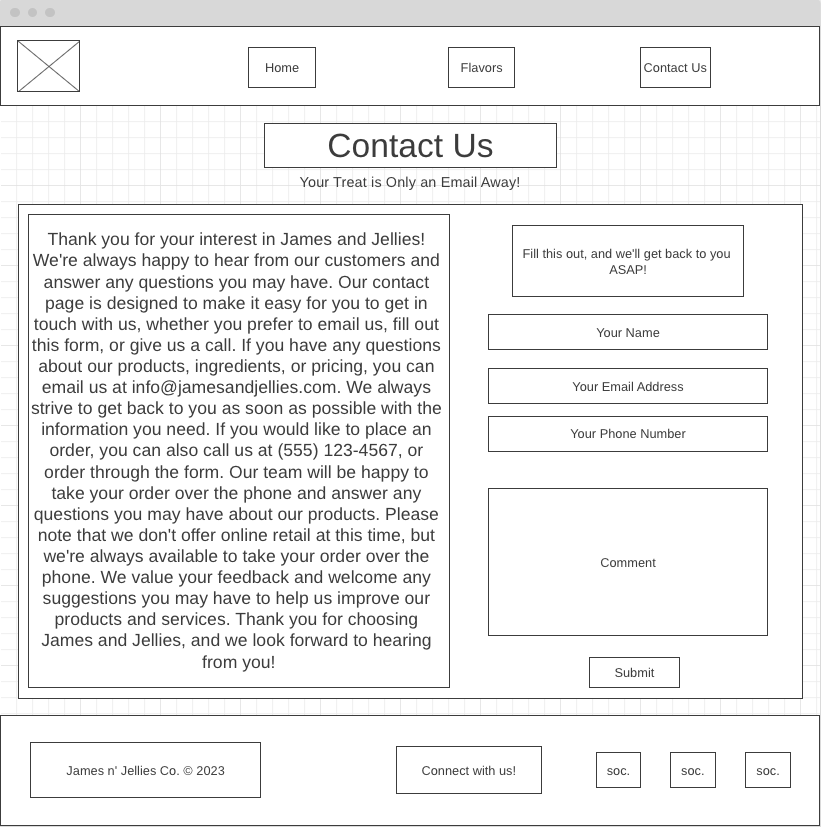 Home
Flavors
Contact Us
Contact Us
Your Treat is Only an Email Away!
Thank you for your interest in James and Jellies!
We're always happy to hear from our customers and
answer any questions you may have. Our contact
page is designed to make it easy for you to get in
touch with us, whether you prefer to email us, fill out
this form, or give us a call. If you have any questions
about our products, ingredients, or pricing, you can
email us at info@jamesandjellies.com. We always
strive to get back to you as soon as possible with the
information you need. If you would like to place an
order, you can also call us at (555) 123-4567, or
order through the form. Our team will be happy to
take your order over the phone and answer any
questions you may have about our products. Please
note that we don't offer online retail at this time, but
we're always available to take your order over the
phone. We value your feedback and welcome any
suggestions you may have to help us improve our
products and services. Thank you for choosing
James and Jellies, and we look forward to hearing
from you!
Fill this out, and we'll get back to you
ASAP!
Your Name
Your Email Address
Your Phone Number
Comment
Submit
James n' Jellies Co. © 2023
Connect with us!
soc.
soc.
soc.